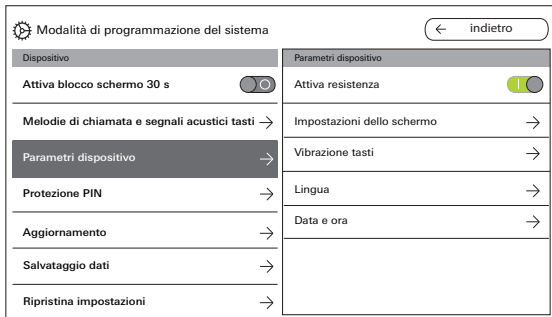 Modalità di programmazione del sistema
indietro
Dispositivo
Attiva blocco schermo 30 s
Melodie di chiamata e segnali acustici tasti
Parametri dispositivo
Protezione PIN
Aggiornamento
Salvataggio dati
Ripristina impostazioni
Parametri dispositivo
Attiva resistenza
Impostazioni dello schermo
Vibrazione tasti
Lingua
Data e ora